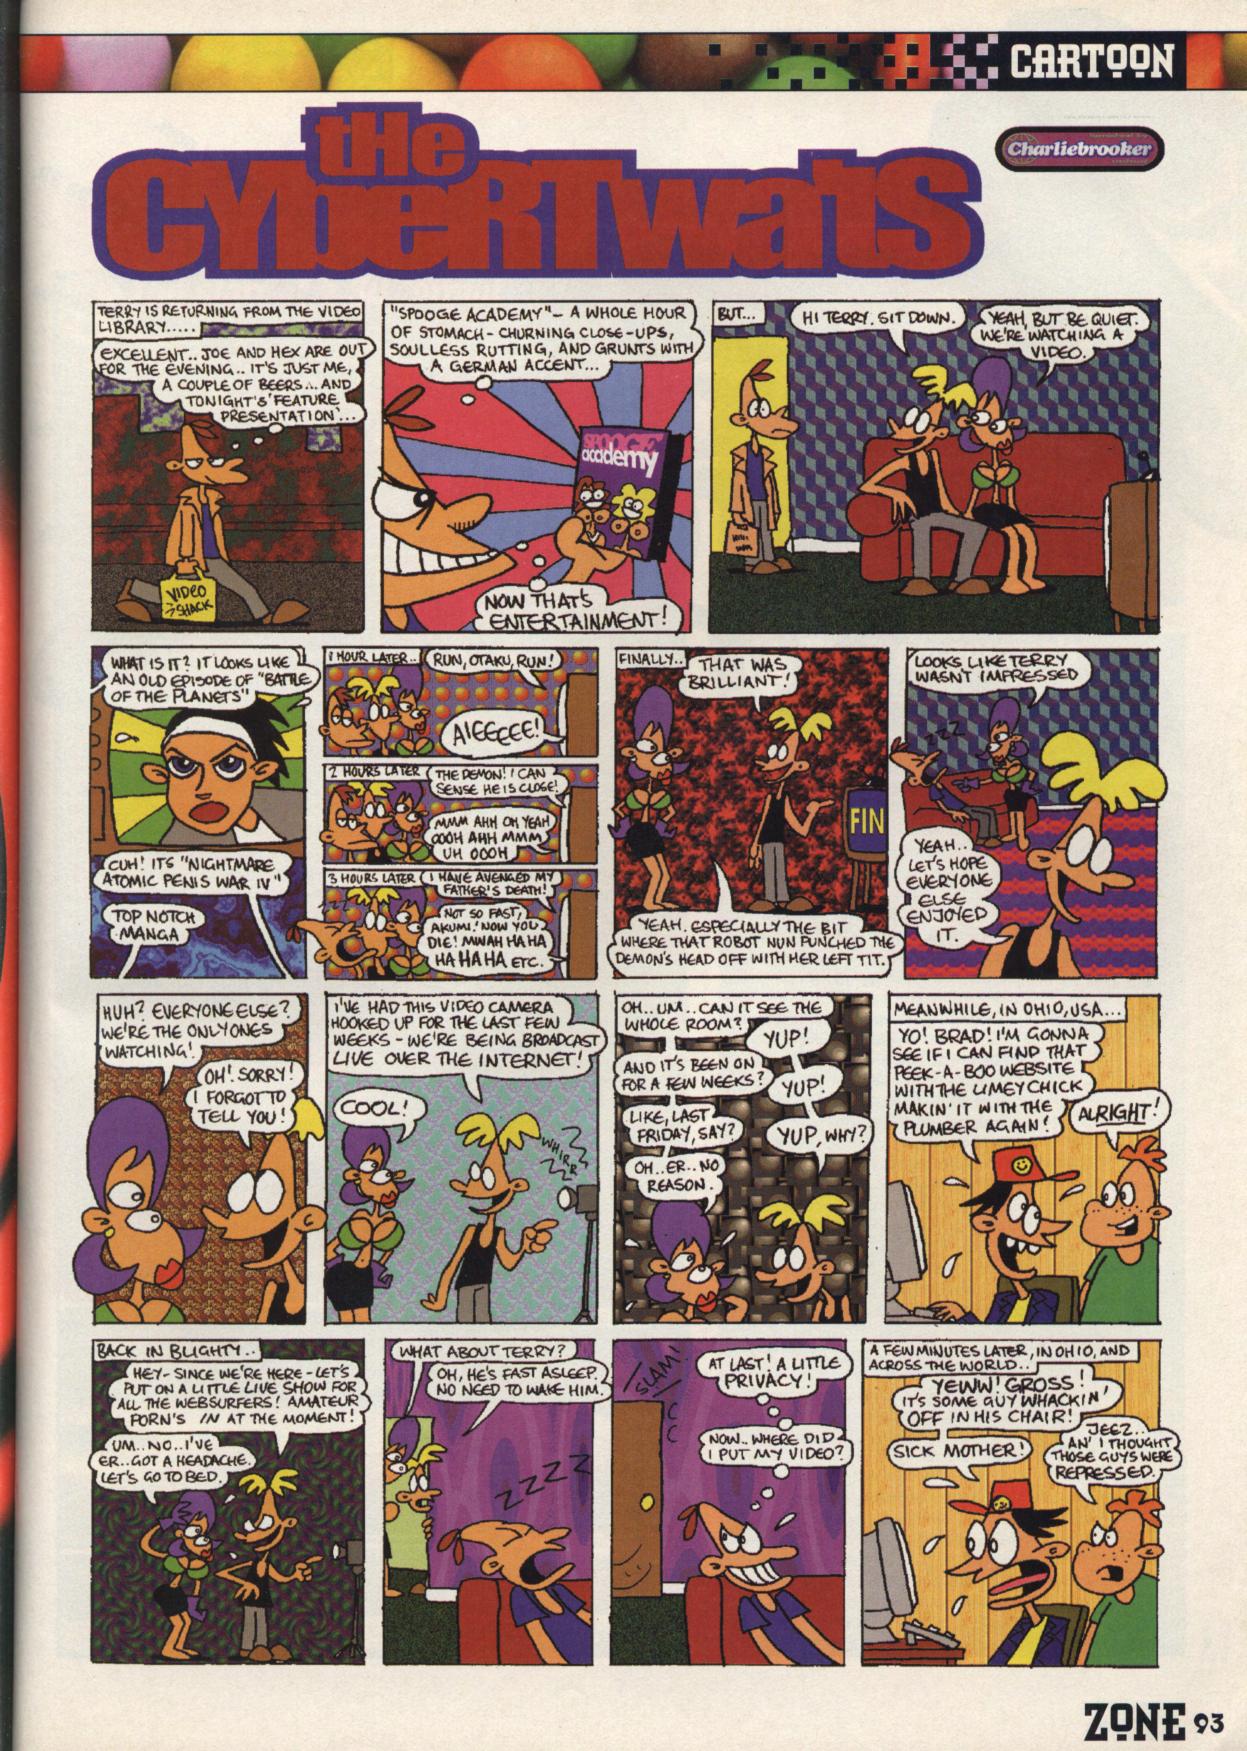 CARTOON
tHe
CYbeRTwatS
Charliebrooker
TERRY IS RETURNING FROM THE VIDEO
LIBRARY.....
EXCELLENT.. JOE AND HEX ARE OUT
FOR THE EVENING.. IT'S JUST ME,
A COUPLE OF BEERS... AND
TONIGHT'S 'FEATURE
PRESENTATION'...
VIDEO
SHACK
"SPOOGE ACADEMY" - A WHOLE HOUR
OF STOMACH-CHURNING CLOSE-UPS,
SOULLESS RUTTING, AND GRUNTS WITH
A GERMAN ACCENT...
SPOOGE
academy
NOW THAT'S
ENTERTAINMENT!
BUT...
HI TERRY. SIT DOWN.
YEAH, BUT BE QUIET.
WE'RE WATCHING A
VIDEO.
WHAT IS IT? IT LOOKS LIKE
AN OLD EPISODE OF "BATTLE
OF THE PLANETS"
CUH! ITS "NIGHTMARE
ATOMIC PENIS WAR IV"
TOP NOTCH
MANGA
1 HOUR LATER..
RUN, OTAKU, RUN!
AIEEEEE!
2 HOURS LATER
THE DEMON! I CAN
SENSE HE IS CLOSE!
MMM AHH OH YEAH
OOOH AHH MMM
UH OOOH
3 HOURS LATER
I HAVE AVENGED MY
FATHER'S DEATH!
NOT SO FAST,
AKUMI. NOW YOU
DIE! MWAH HA HA
HA HA HA ETC.
FINALLY..
THAT WAS
BRILLIANT!
FIN
YEAH. ESPECIALLY THE BIT
WHERE THAT ROBOT NUN PUNCHED THE
DEMON'S HEAD OFF WITH HER LEFT TIT.
LOOKS LIKE TERRY
WASNT IMPRESSED
ZZZ
YEAH..
LET'S HOPE
EVERYONE
ELSE
ENJOYED
IT.
HUH? EVERYONE ELSE?
WE'RE THE ONLY ONES
WATCHING!
OH! SORRY!
I FORGOT TO
TELL YOU!
I'VE HAD THIS VIDEO CAMERA
HOOKED UP FOR THE LAST FEW
WEEKS - WE'RE BEING BROADCAST
LIVE OVER THE INTERNET!
COOL!
WHIRR
OH.. UM.. CAN IT SEE THE
WHOLE ROOM?
YUP!
AND IT'S BEEN ON
FOR A FEW WEEKS?
YUP!
LIKE, LAST
FRIDAY, SAY?
YUP, WHY?
OH..ER..NO
REASON.
MEANWHILE, IN OHIO, USA...
YO! BRAD! I'M GONNA
SEE IF I CAN FIND THAT
PEEK-A-BOO WEBSITE
WITH THE LIMEY CHICK
MAKIN' IT WITH THE
PLUMBER AGAIN!
ALRIGHT!
BACK IN BLIGHTY..
HEY- SINCE WE'RE HERE - LET'S
PUT ON A LITTLE LIVE SHOW FOR
ALL THE WEBSURFERS! AMATEUR
PORN'S IN AT THE MOMENT!
UM.. NO.. I'VE
ER..GOT A HEADACHE.
LET'S GO TO BED.
WHAT ABOUT TERRY?
OH, HE'S FAST ASLEEP.
NO NEED TO WAKE HIM.
ZZZZ
SLAM!
AT LAST! A LITTLE
PRIVACY!
NOW.. WHERE DID
I PUT MY VIDEO?
A FEW MINUTES LATER, IN OHIO, AND
ACROSS THE WORLD...
YEWW! GROSS!
IT'S SOME GUY WHACKIN'
OFF IN HIS CHAIR!
SICK MOTHER!
JEEZ..
AN' I THOUGHT
THOSE GUYS WERE
REPRESSED.
ZONE 93